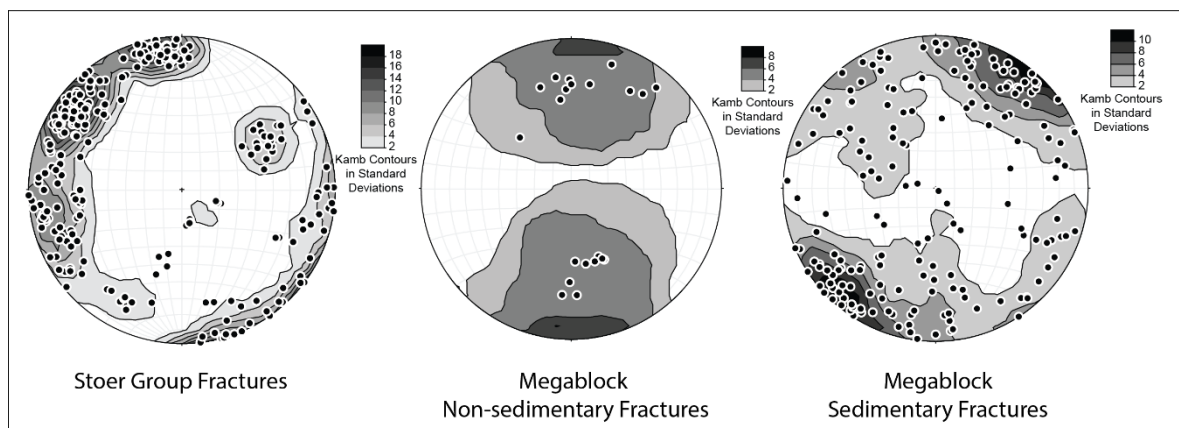 18
16
14
12
10
8
6
4
2
Kamb Contours
in Standard
Deviations
Stoer Group Fractures
8
6
4
2
Kamb Contours
in Standard
Deviations
Megablock
Non-sedimentary Fractures
10
8
6
4
2
Kamb Contours
in Standard
Deviations
Megablock
Sedimentary Fractures